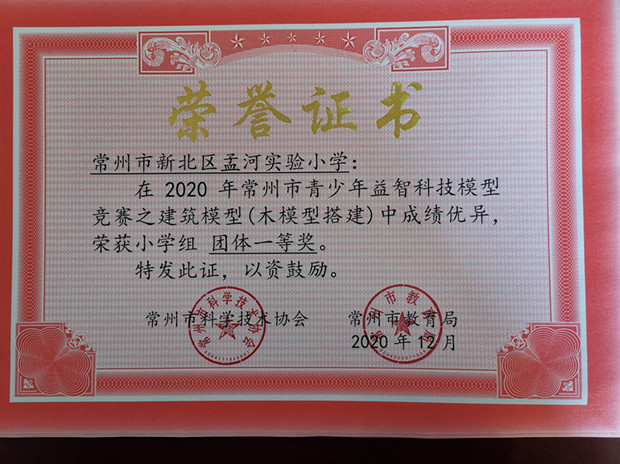 荣誉证书
常州市新北区孟河实验小学:
在 2020 年常州市青少年益智科技模型
竞赛之建筑模型(木模型搭建)中成绩优异,
荣获小学组 团体一等奖。
特发此证, 以资鼓励。
常州市科学技术协会 常州市教育局
2020 年 12 月